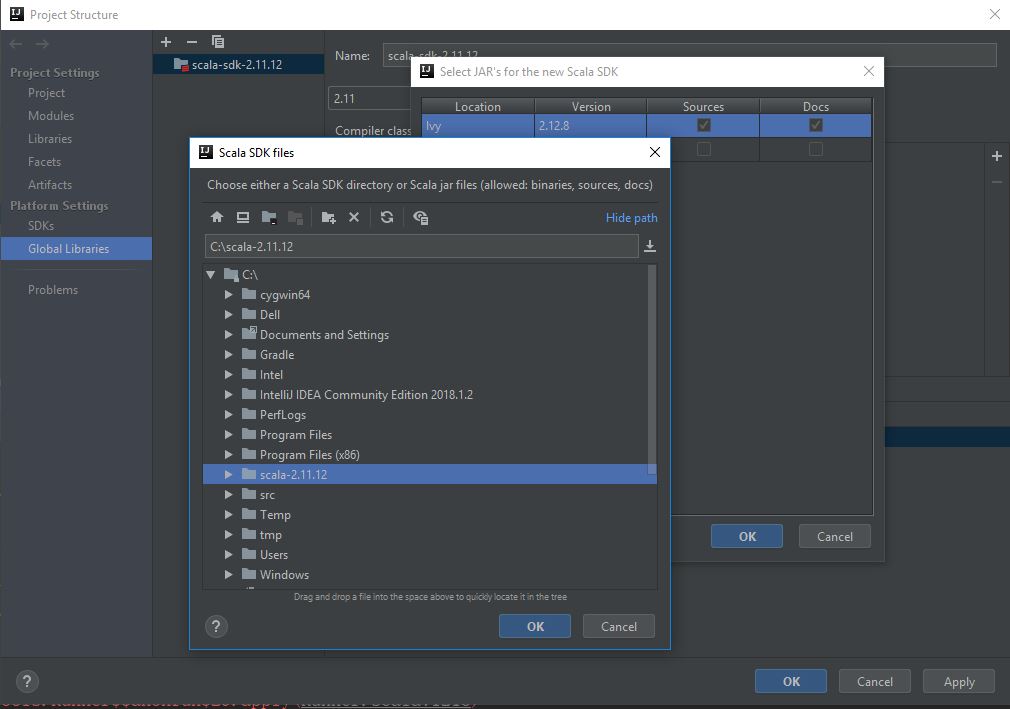 Project Structure
Project Settings
Project
Modules
Libraries
Facets
Artifacts
Platform Settings
SDKs
Global Libraries
Problems
scala-sdk-2.11.12
Name: scala-sdk-2.11.12
2.11
Compiler class
Select JAR's for the new Scala SDK
Location Version Sources Docs
Ivy 2.12.8
Scala SDK files
Choose either a Scala SDK directory or Scala jar files (allowed: binaries, sources, docs)
Hide path
C:\scala-2.11.12
C:\
cygwin64
Dell
Documents and Settings
Gradle
Intel
IntelliJ IDEA Community Edition 2018.1.2
PerfLogs
Program Files
Program Files (x86)
scala-2.11.12
src
Temp
tmp
Users
Windows
Drag and drop a file into the space above to quickly locate it in the tree
? OK Cancel
OK Cancel
? OK Cancel Apply